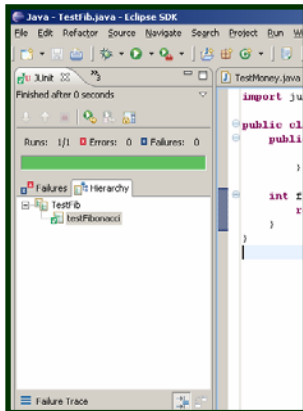 Java - TestFib.java - Eclipse SDK
File Edit Refactor Source Navigate Search Project Run
JUnit
3
TestMoney.java
Finished after 0 seconds
Runs: 1/1 Errors: 0 Failures: 0
Failures Hierarchy
TestFib
testFibonacci
import ju
public cl
publi
}
int f
r
}
}
Failure Trace